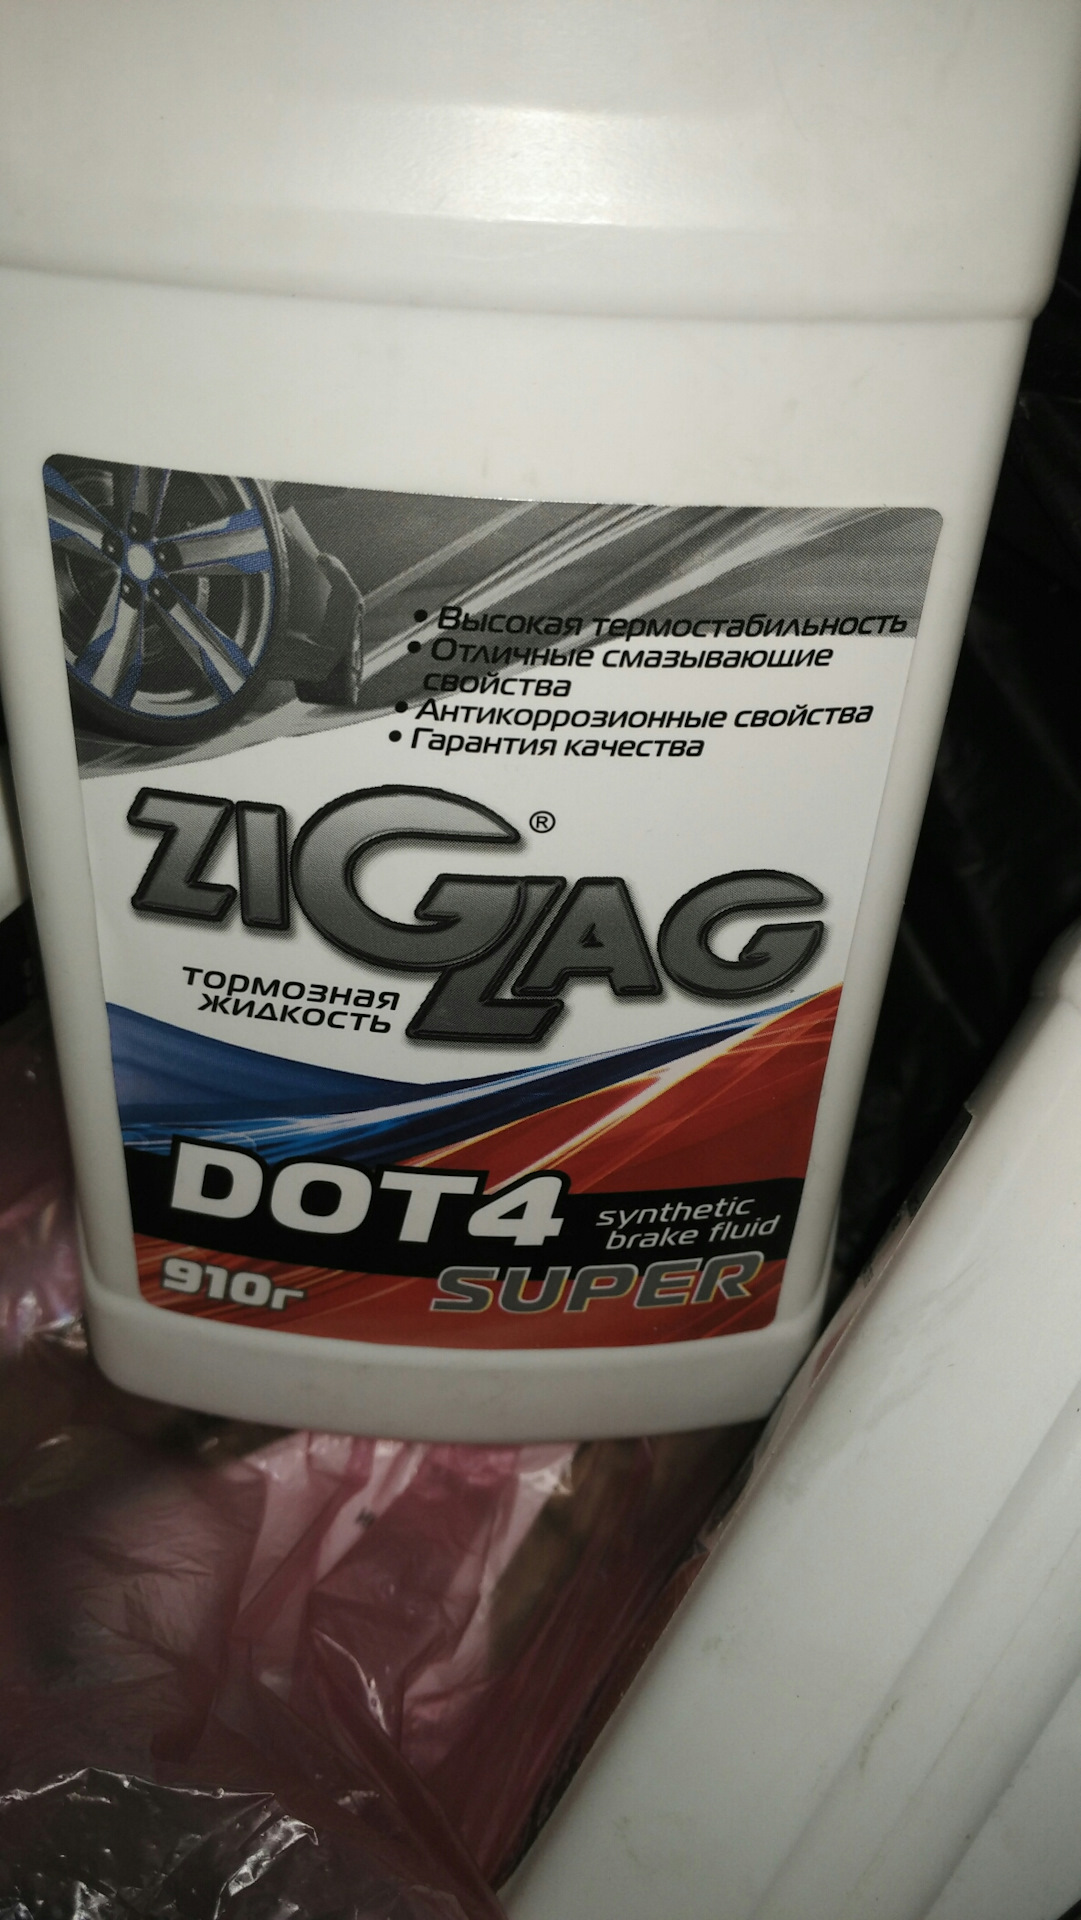 • Высокая термостабильность
• Отличные смазывающие
свойства
• Антикоррозионные свойства
• Гарантия качества
ZIGZAG®
тормозная
жидкость
DOT4
synthetic
brake fluid
910г
SUPER